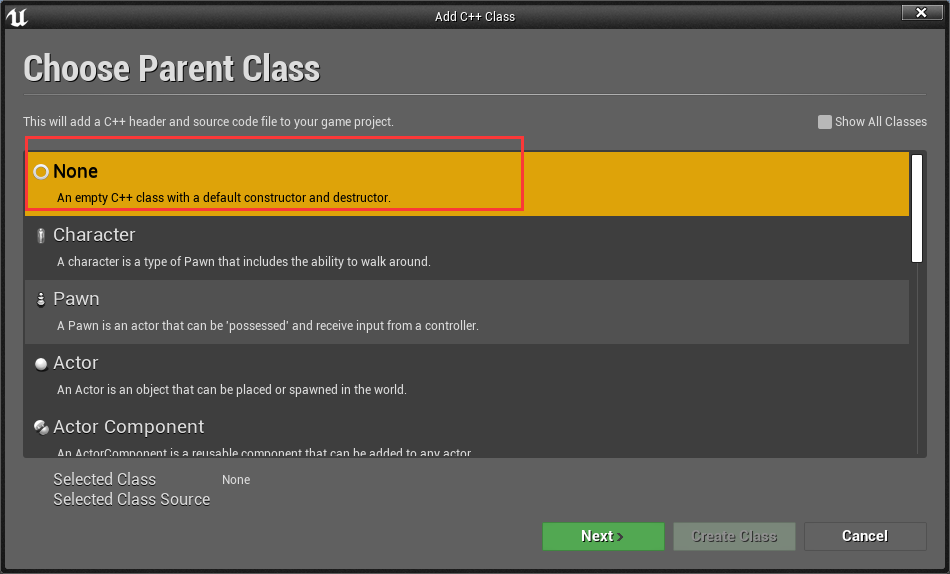 Add C++ Class
Choose Parent Class
This will add a C++ header and source code file to your game project.
Show All Classes
None
An empty C++ class with a default constructor and destructor.
Character
A character is a type of Pawn that includes the ability to walk around.
Pawn
A Pawn is an actor that can be 'possessed' and receive input from a controller.
Actor
An Actor is an object that can be placed or spawned in the world.
Actor Component
An ActorComponent is a reusable component that can be added to any actor
Selected Class None
Selected Class Source
Next >
Create Class
Cancel